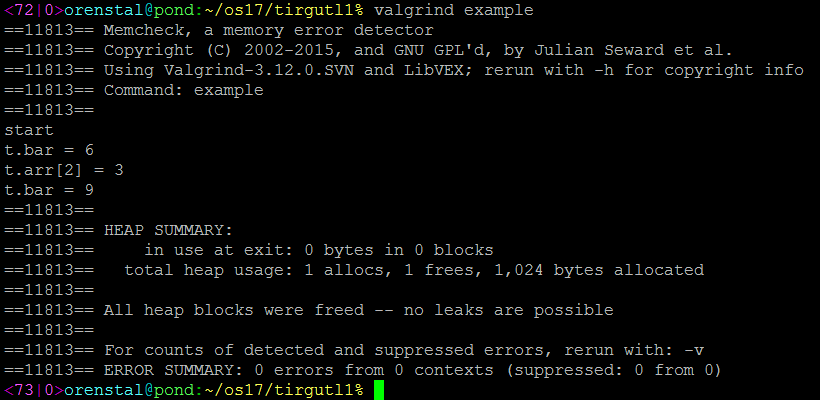 <72|0>orenstal@pond:~/os17/tirgutl1% valgrind example
==11813== Memcheck, a memory error detector
==11813== Copyright (C) 2002-2015, and GNU GPL'd, by Julian Seward et al.
==11813== Using Valgrind-3.12.0.SVN and LibVEX; rerun with -h for copyright info
==11813== Command: example
==11813==
start
t.bar = 6
t.arr[2] = 3
t.bar = 9
==11813==
==11813== HEAP SUMMARY:
==11813==     in use at exit: 0 bytes in 0 blocks
==11813==   total heap usage: 1 allocs, 1 frees, 1,024 bytes allocated
==11813==
==11813== All heap blocks were freed -- no leaks are possible
==11813==
==11813== For counts of detected and suppressed errors, rerun with: -v
==11813== ERROR SUMMARY: 0 errors from 0 contexts (suppressed: 0 from 0)
<73|0>orenstal@pond:~/os17/tirgutl1%